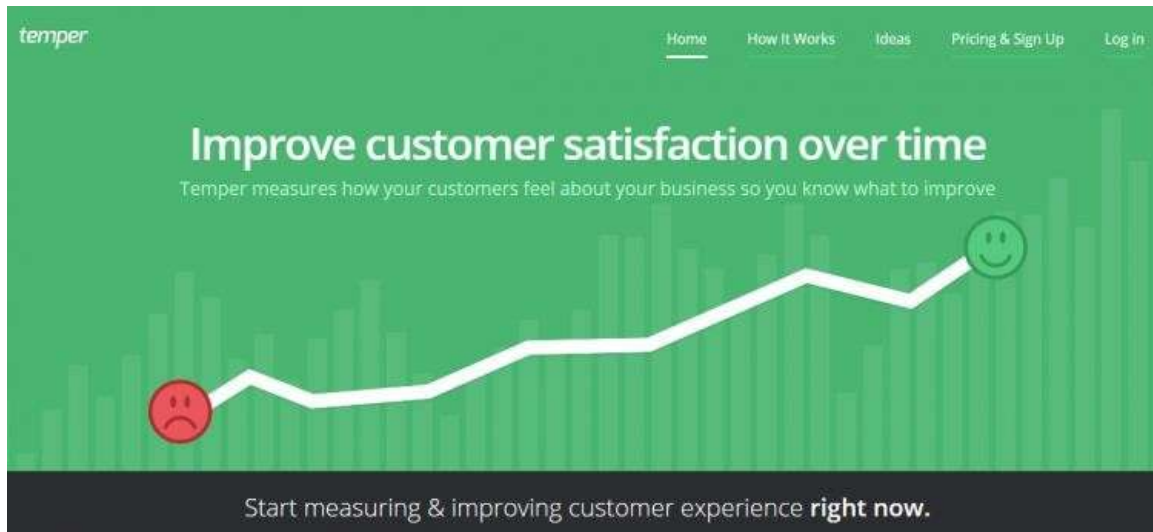 temper
Home How It Works Ideas Pricing & Sign Up Log in
Improve customer satisfaction over time
Temper measures how your customers feel about your business so you know what to improve
Start measuring & improving customer experience right now.